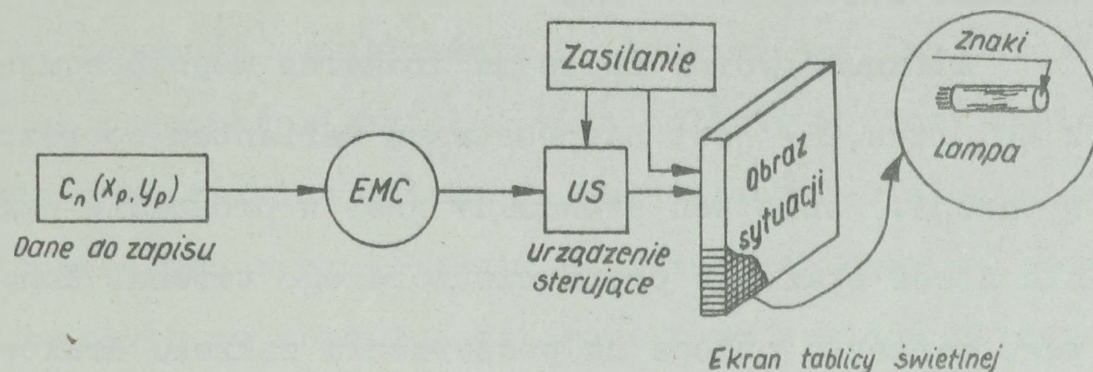 Zasilanie
Znaki
Lampa
Cₙ(Xₚ,Yₚ)
EMC
US
Obraz
sytuacji
Dane do zapisu
urządzenie
sterujące
Ekran tablicy świetlnej